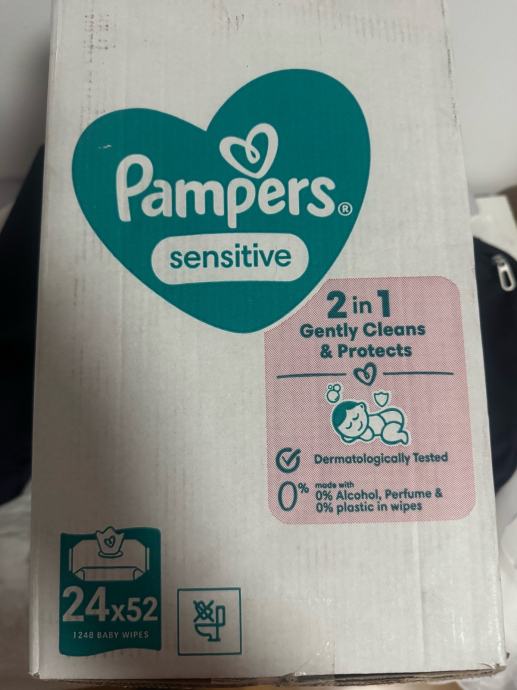 Pampers®
sensitive
2 in 1
Gently Cleans
& Protects
Dermatologically Tested
0%
made with
0% Alcohol, Perfume &
0% plastic in wipes
24x52
1248 BABY WIPES